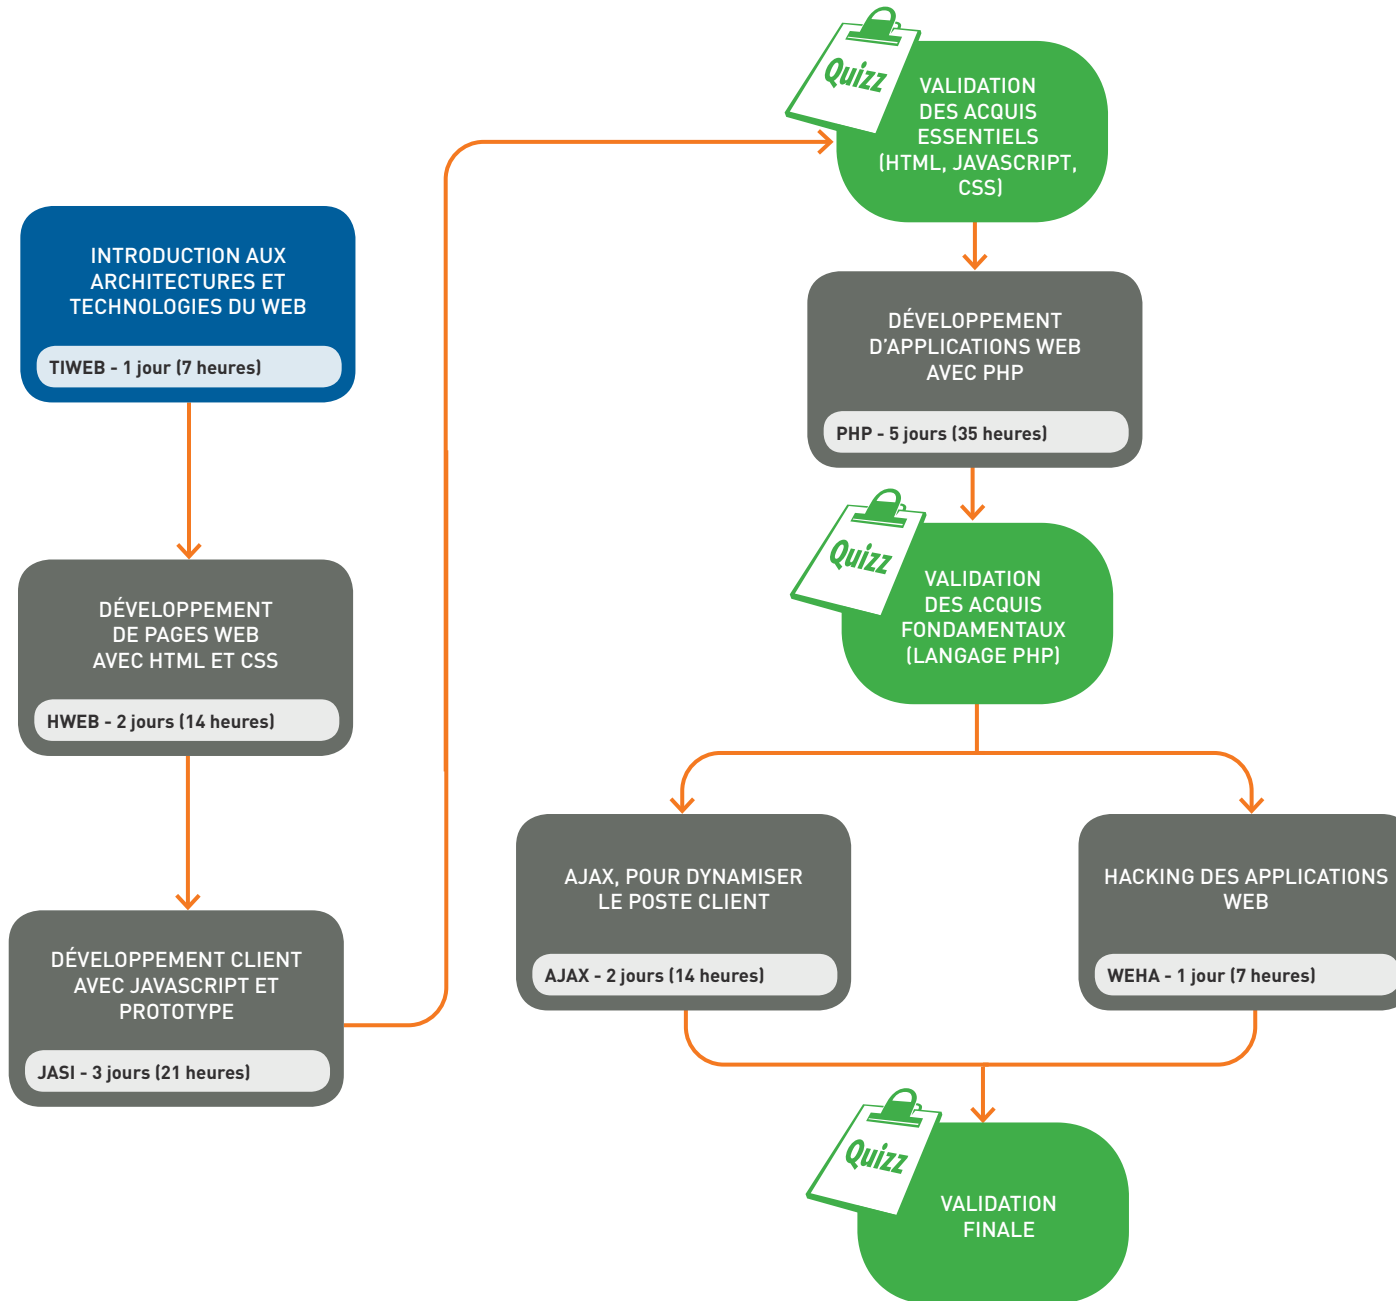 INTRODUCTION AUX
ARCHITECTURES ET
TECHNOLOGIES DU WEB
TIWEB - 1 jour (7 heures)
DÉVELOPPEMENT
DE PAGES WEB
AVEC HTML ET CSS
HWEB - 2 jours (14 heures)
DÉVELOPPEMENT CLIENT
AVEC JAVASCRIPT ET
PROTOTYPE
JASI - 3 jours (21 heures)
Quizz
VALIDATION
DES ACQUIS
ESSENTIELS
(HTML, JAVASCRIPT,
CSS)
DÉVELOPPEMENT
D’APPLICATIONS WEB
AVEC PHP
PHP - 5 jours (35 heures)
Quizz
VALIDATION
DES ACQUIS
FONDAMENTAUX
(LANGAGE PHP)
AJAX, POUR DYNAMISER
LE POSTE CLIENT
AJAX - 2 jours (14 heures)
HACKING DES APPLICATIONS
WEB
WEHA - 1 jour (7 heures)
Quizz
VALIDATION
FINALE